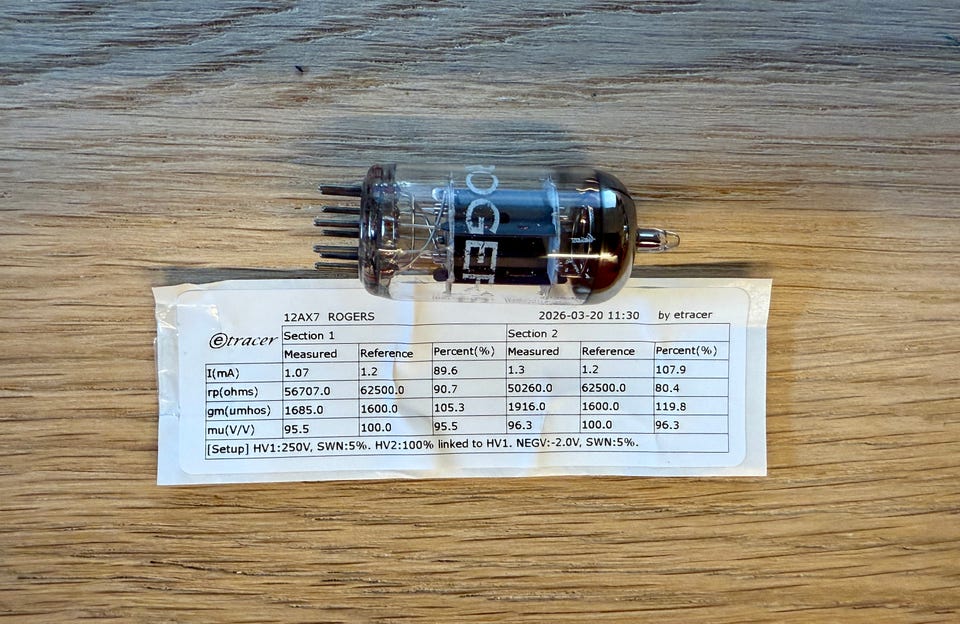 OGE
12AX7 ROGERS 2026-03-20 11:30 by etracer
etracer Section 1 Section 2
Measured Reference Percent(%) Measured Reference Percent(%)
I(mA) 1.07 1.2 89.6 1.3 1.2 107.9
rp(ohms) 56707.0 62500.0 90.7 50260.0 62500.0 80.4
gm(umhos) 1685.0 1600.0 105.3 1916.0 1600.0 119.8
mu(V/V) 95.5 100.0 95.5 96.3 100.0 96.3
[Setup] HV1:250V, SWN:5%. HV2:100% linked to HV1. NEGV:-2.0V, SWN:5%.